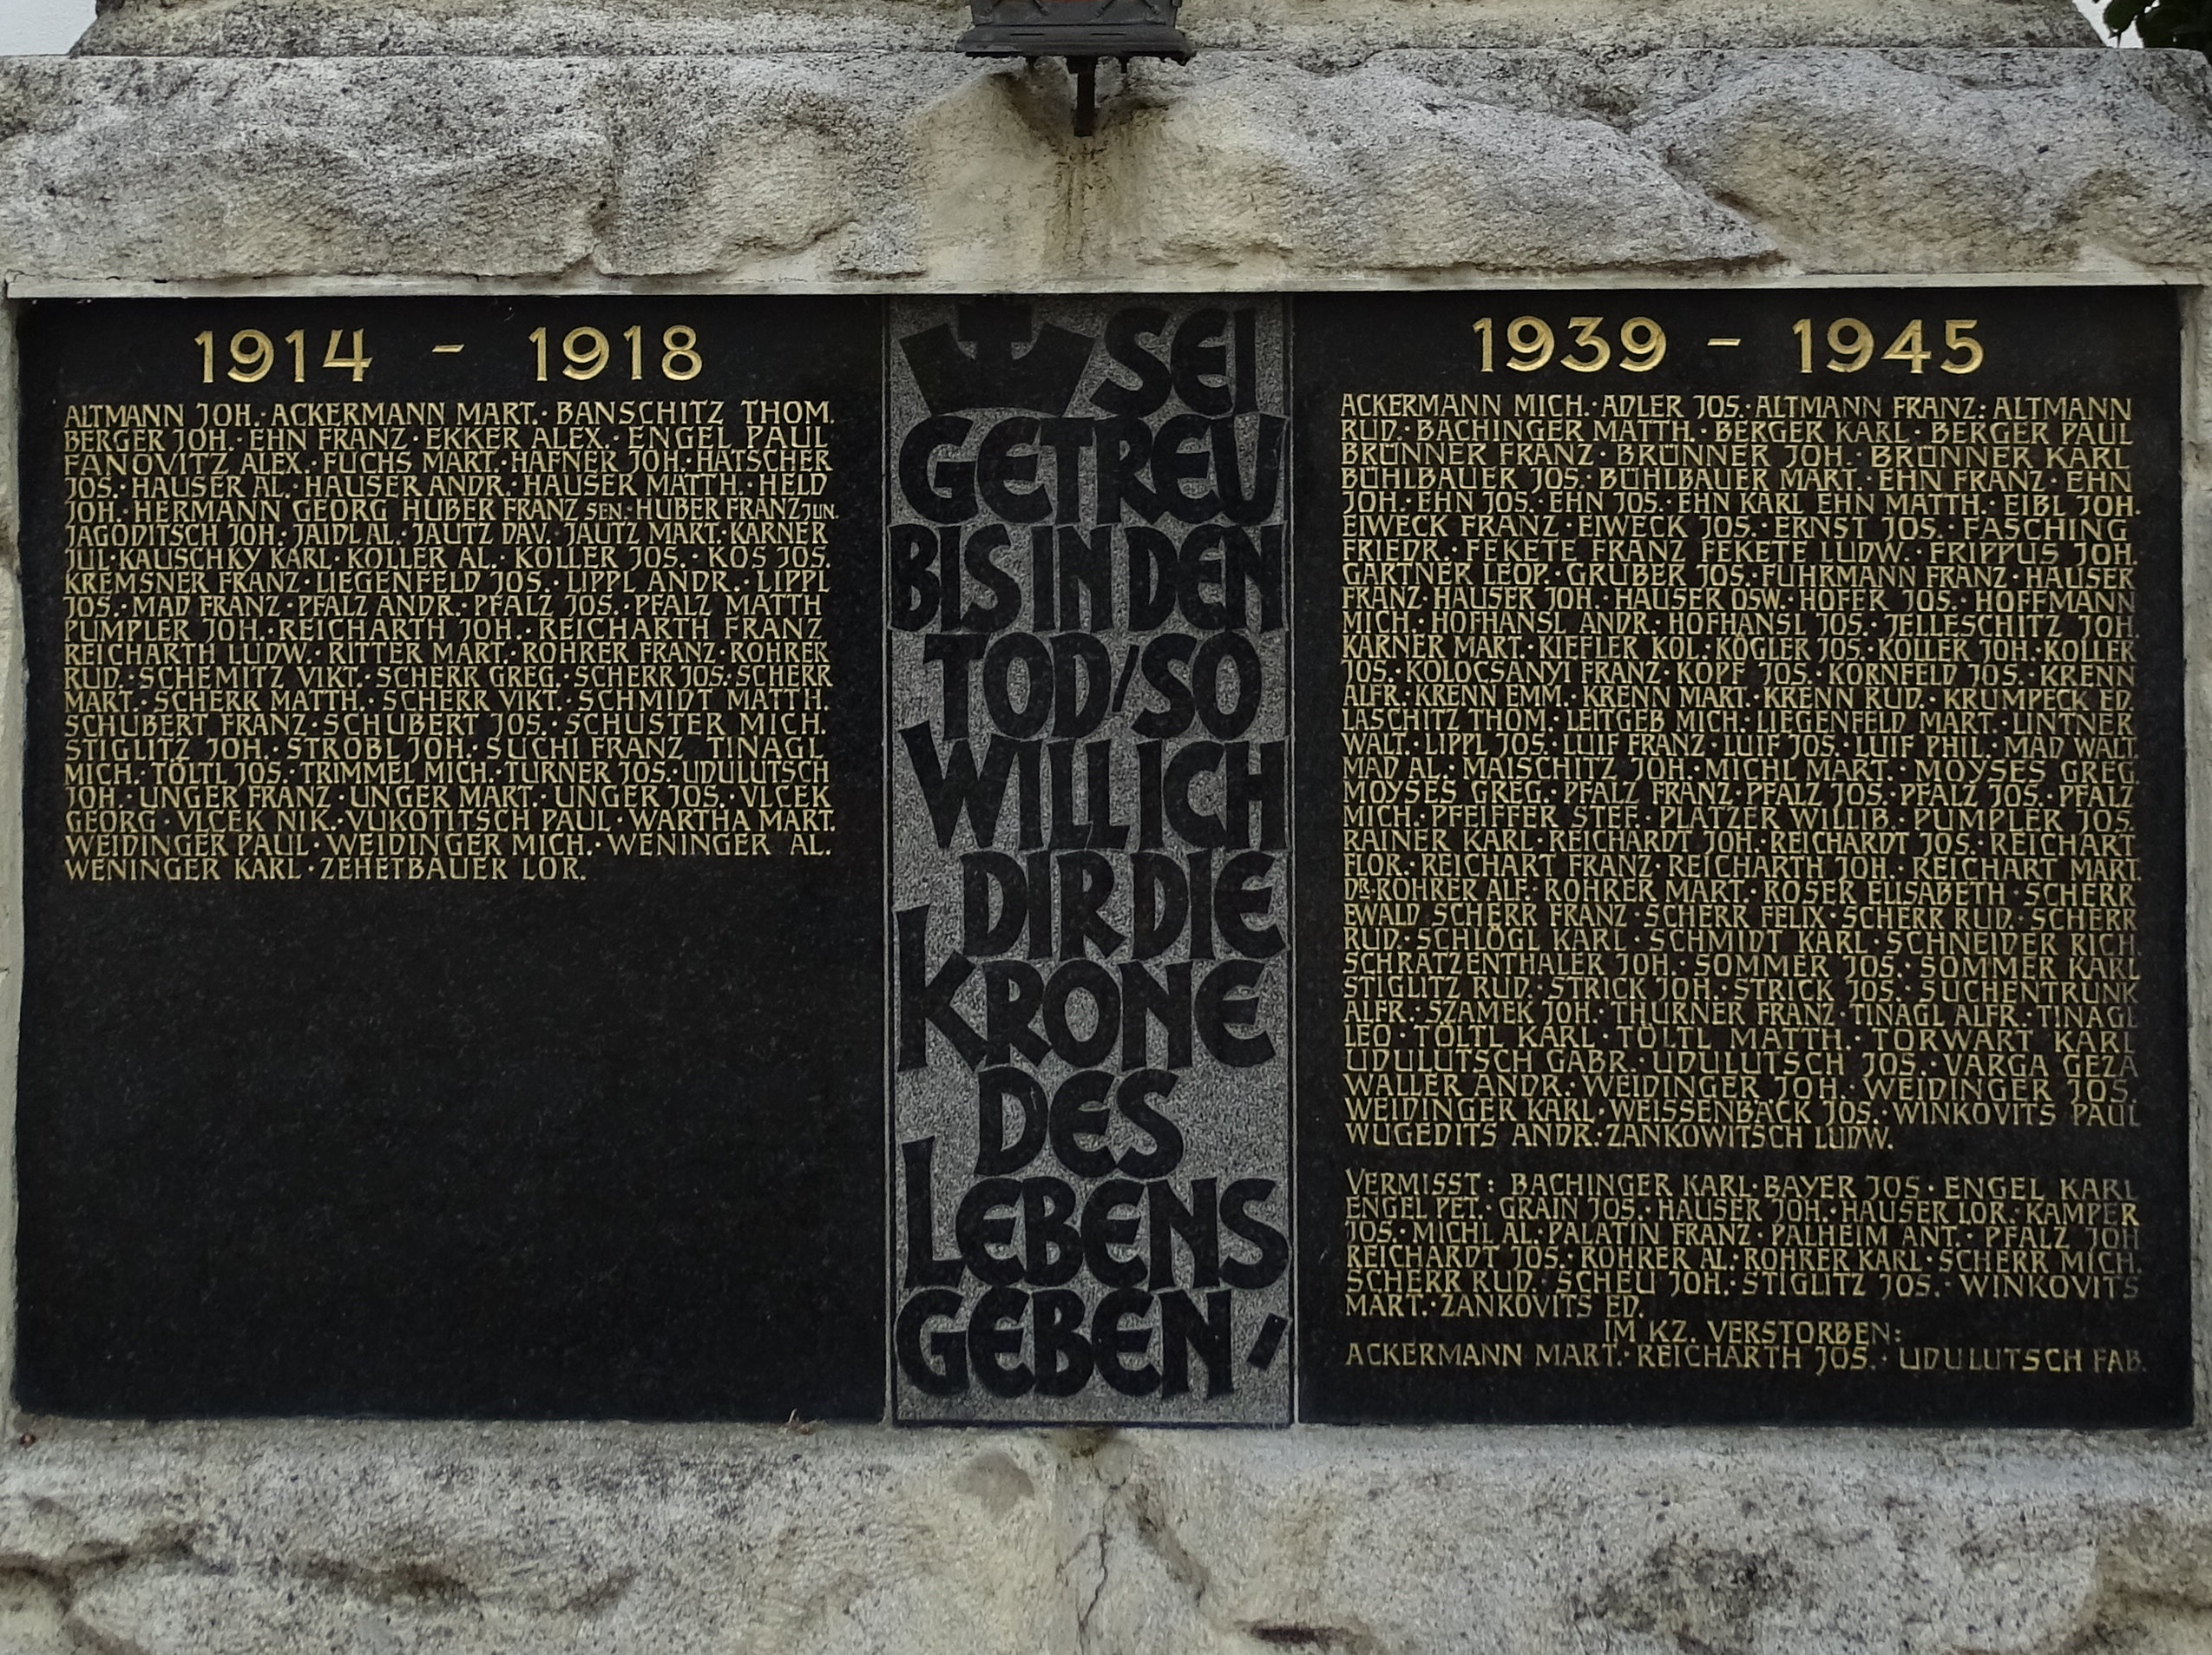 1914 - 1918
ALTMANN JOH.·ACKERMANN MART.·BANSCHITZ THOM.
BERGER JOH.·EHN FRANZ·EKKER ALEX.·ENGEL PAUL
FANOVITZ ALEX.·FUCHS MART.·HAFNER JOH.·HATSCHER
JOS.·HAUSER AL.·HAUSER ANDR.·HAUSER MATTH.·HELD
JOH.·HERMANN GEORG HUBER FRANZ SEN.·HUBER FRANZ JUN.
JAGODITSCH JOH.·JAIDL AL.·JAUTZ DAV.·JAUTZ MART.·KARNER
JUL·KAUSCHKY KARL·KOLLER AL.·KOLLER JOS.·KOS JOS.
KREMSNER FRANZ·LIEGENFELD JOS.·LIPPL ANDR.·LIPPL
JOS.·MAD FRANZ·PFALZ ANDR.·PFALZ JOS.·PFALZ MATTH
PUMPLER JOH.·REICHARTH JOH.·REICHARTH FRANZ
REICHARTH LUDW.·RITTER MART.·ROHRER FRANZ·ROHRER
RUD.·SCHEMITZ VIKT.·SCHERR GREG.·SCHERR JOS.·SCHERR
MART.·SCHERR MATTH.·SCHERR VIKT.·SCHMIDT MATTH.
SCHUBERT FRANZ·SCHUBERT JOS.·SCHUSTER MICH.
STIGLITZ JOH.·STROBL JOH.·SUCHI FRANZ TINAGL
MICH.·TÖLTL JOS.·TRIMMEL MICH.·TURNER JOS.·UDULUTSCH
JOH.·UNGER FRANZ·UNGER MART.·UNGER JOS.·VLCEK
GEORG·VLCEK NIK.·VUKOTITSCH PAUL·WARTHA MART.
WEIDINGER PAUL·WEIDINGER MICH.·WENINGER AL.
WENINGER KARL·ZEHETBAUER LOR.
SEI
GETREU
BIS IN DEN
TOD/SO
WILL ICH
DIR DIE
KRONE
DES
LEBENS
GEBEN/
1939 - 1945
ACKERMANN MICH.·ADLER JOS.·ALTMANN FRANZ·ALTMANN
RUD.·BACHINGER MATTH.·BERGER KARL·BERGER PAUL
BRÜNNER FRANZ·BRÜNNER JOH.·BRÜNNER KARL
BÜHLBAUER JOS.·BÜHLBAUER MART.·EHN FRANZ·EHN
JOH.·EHN JOS.·EHN JOS.·EHN KARL EHN MATTH.·EIBL JOH.
EIWECK FRANZ·EIWECK JOS.·ERNST JOS.·FASCHING
FRIEDR.·FEKETE FRANZ FEKETE LUDW.·FRIPPUS JOH.
GARTNER LEOP.·GRUBER JOS.·FUHRMANN FRANZ·HAUSER
FRANZ·HAUSER JOH.·HAUSER OSW.·HOFER JOS.·HOFFMANN
MICH.·HOFHANSL ANDR.·HOFHANSL JOS.·JELLESCHITZ JOH.
KARNER MART.·KIEFLER KOL.·KÖGLER JOS.·KOLLER JOH.·KOLLER
JOS.·KOLOCSANYI FRANZ·KOPF JOS.·KORNFELD JOS.·KRENN
ALFR.·KRENN EMM.·KRENN MART.·KRENN RUD.·KRUMPECK ED.
LASCHITZ THOM.·LEITGEB MICH.·LIEGENFELD MART.·LINTNER
WALT.·LIPPL JOS.·LUIF FRANZ·LUIF JOS.·LUIF PHIL.·MAD WALT.
MAD AL.·MAISCHITZ JOH.·MICHL MART.·MOYSES GREG.
MOYSES GREG.·PFALZ FRANZ·PFALZ JOS.·PFALZ JOS.·PFALZ
MICH.·PFEIFFER STEF.·PLATZER WILLIB.·PUMPLER JOS.
RAINER KARL·REICHARDT JOH.·REICHARDT JOS.·REICHART
FLOR.·REICHART FRANZ·REICHARTH JOH.·REICHART MART.
DR.·ROHRER ALF.·ROHRER MART.·ROSER ELISABETH·SCHERR
EWALD SCHERR FRANZ·SCHERR FELIX·SCHERR RUD.·SCHERR
RUD.·SCHLÖGL KARL·SCHMIDT KARL·SCHNEIDER RICH
SCHRATZENTHALER JOH.·SOMMER JOS.·SOMMER KARL
STIGLITZ RUD.·STRICK JOH.·STRICK JOS.·SUCHENTRUNK
ALFR.·SZAMEK JOH.·THURNER FRANZ·TINAGL ALFR.·TINAGL
LEO·TÖLTL KARL·TÖLTL MATTH.·TORWART KARL
UDULUTSCH GABR.·UDULUTSCH JOS.·VARGA GEZA
WALLER ANDR.·WEIDINGER JOH.·WEIDINGER JOS.
WEIDINGER KARL·WEISSENBACK JOS.·WINKOVITS PAUL
WUGEDITS ANDR.·ZANKOWITSCH LUDW.
VERMISST: BACHINGER KARL·BAYER JOS·ENGEL KARL
ENGEL PET.·GRAIN JOS.·HAUSER JOH.·HAUSER LOR.·KAMPER
JOS.·MICHL AL.·PALATIN FRANZ·PALHEIM ANT.·PFALZ JOH
REICHARDT JOS.·ROHRER AL.·ROHRER KARL·SCHERR MICH.
SCHERR RUD.·SCHEU JOH.·STIGLITZ JOS.·WINKOVITS
MART.·ZANKOVITS ED.
IM KZ. VERSTORBEN:
ACKERMANN MART.·REICHARTH JOS.·UDULUTSCH FAB.